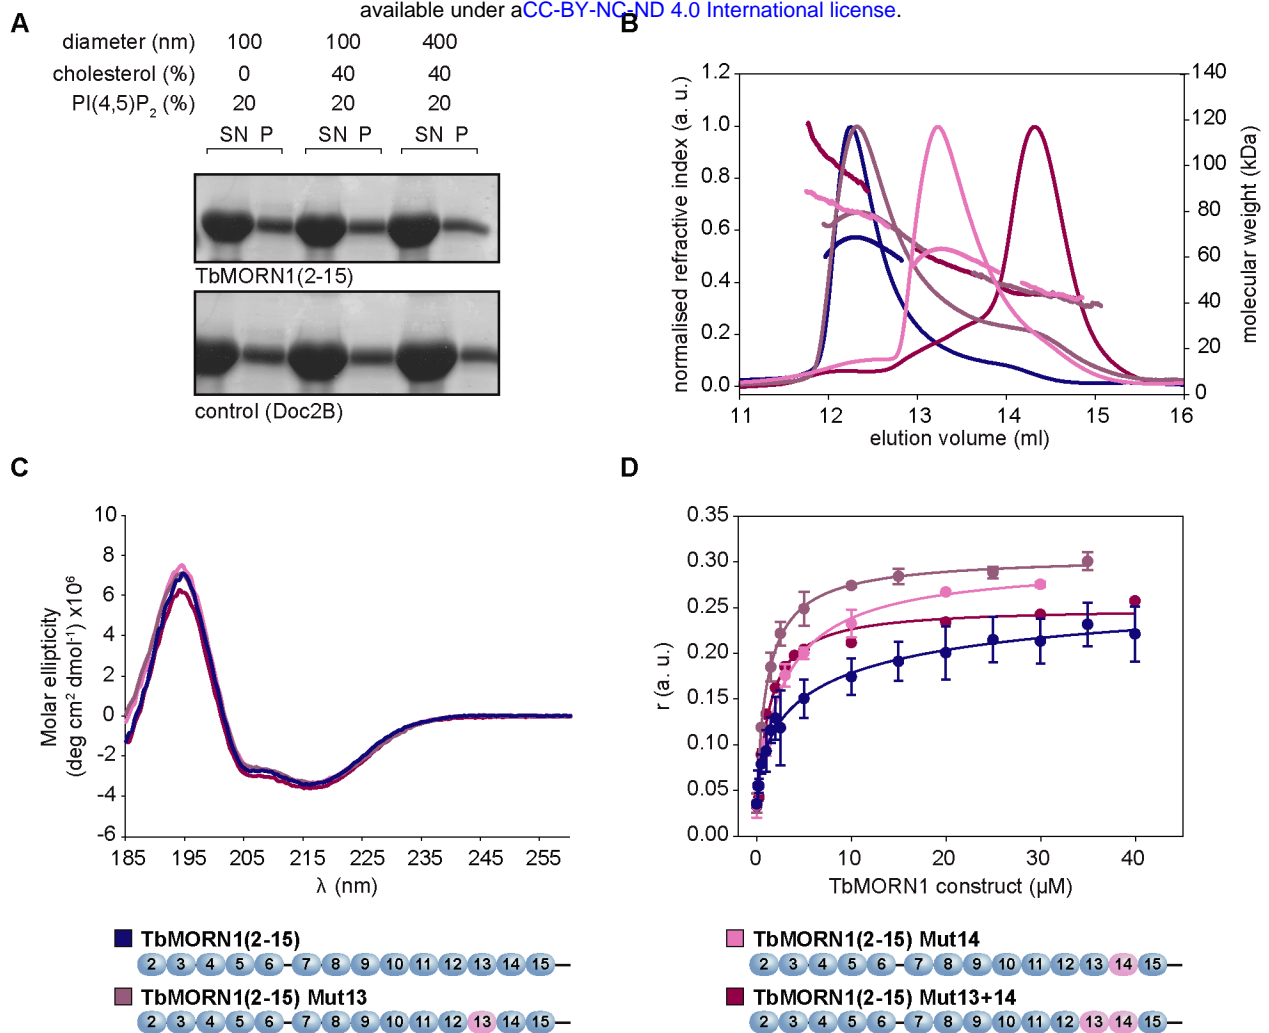 available under aCC-BY-NC-ND 4.0 International license.
A
diameter (nm) 100 100 400
cholesterol (%) 0 40 40
PI(4,5)P2 (%) 20 20 20
SN P SN P SN P
TbMORN1(2-15)
control (Doc2B)
B
normalised refractive index (a. u.)
1.2
1.0
0.8
0.6
0.4
0.2
0.0
140
120
100
80
60
40
20
0
molecular weight (kDa)
11 12 13 14 15 16
elution volume (ml)
C
Molar ellipticity
(deg cm² dmol⁻¹) x10⁶
10
8
6
4
2
0
-2
-4
-6
185 195 205 215 225 235 245 255
λ (nm)
D
r (a. u.)
0.35
0.30
0.25
0.20
0.15
0.10
0.05
0.00
0 10 20 30 40
TbMORN1 construct (µM)
TbMORN1(2-15)
2 3 4 5 6 7 8 9 10 11 12 13 14 15
TbMORN1(2-15) Mut13
2 3 4 5 6 7 8 9 10 11 12 13 14 15
TbMORN1(2-15) Mut14
2 3 4 5 6 7 8 9 10 11 12 13 14 15
TbMORN1(2-15) Mut13+14
2 3 4 5 6 7 8 9 10 11 12 13 14 15